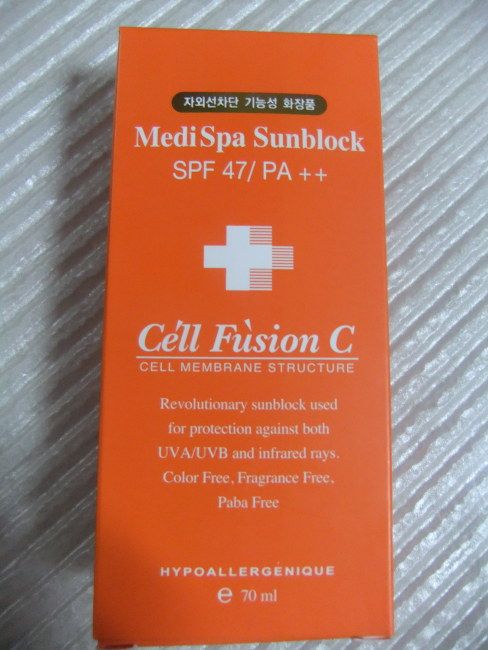 자외선차단 기능성 화장품
MediSpa Sunblock
SPF 47/ PA ++
Céll Fùsion C
CELL MEMBRANE STRUCTURE
Revolutionary sunblock used
for protection against both
UVA/UVB and infrared rays.
Color Free, Fragrance Free,
Paba Free
HYPOALLERGENIQUE
e 70 ml